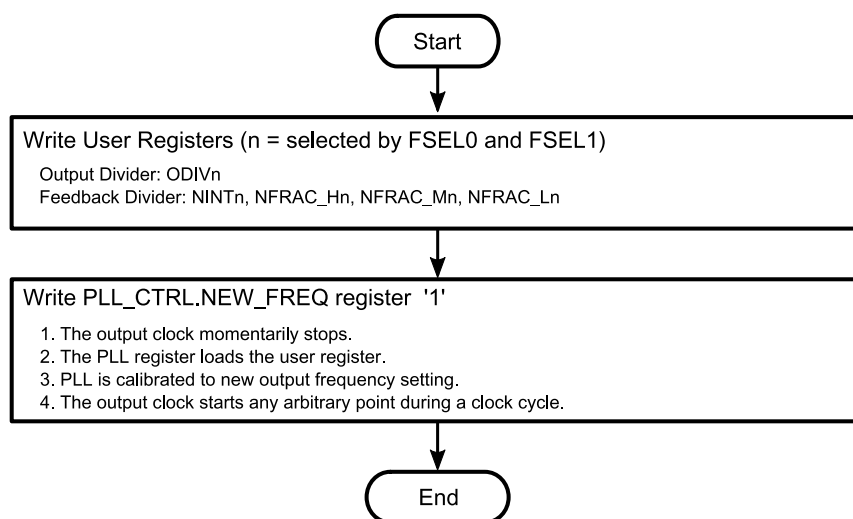 Start
Write User Registers (n = selected by FSEL0 and FSEL1)
Output Divider: ODIVn
Feedback Divider: NINTn, NFRAC_Hn, NFRAC_Mn, NFRAC_Ln
Write PLL_CTRL.NEW_FREQ register '1'
1. The output clock momentarily stops.
2. The PLL register loads the user register.
3. PLL is calibrated to new output frequency setting.
4. The output clock starts any arbitrary point during a clock cycle.
End